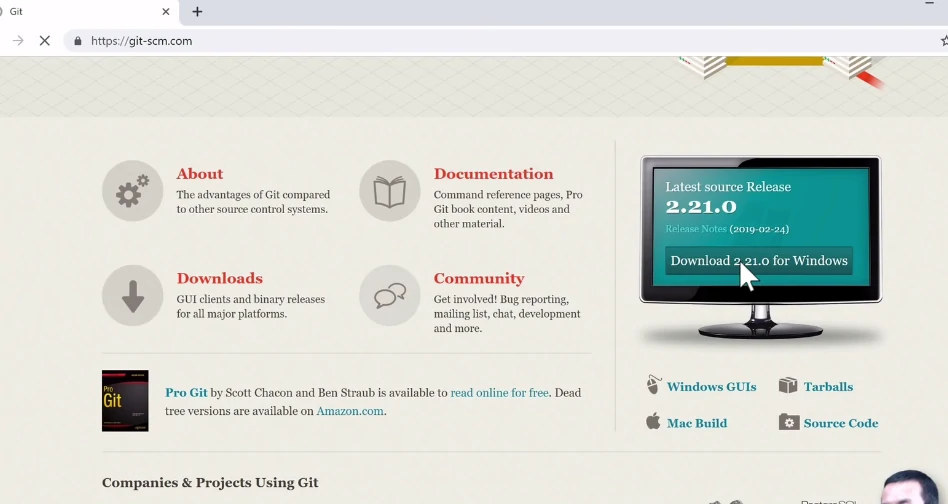 Git
https://git-scm.com
About
The advantages of Git compared
to other source control systems.
Documentation
Command reference pages, Pro
Git book content, videos and
other material.
Downloads
GUI clients and binary releases
for all major platforms.
Community
Get involved! Bug reporting,
mailing list, chat, development
and more.
Latest source Release
2.21.0
Release Notes (2019-02-24)
Download 2.21.0 for Windows
Pro
Git
Pro Git by Scott Chacon and Ben Straub is available to read online for free. Dead
tree versions are available on Amazon.com.
Windows GUIs
Tarballs
Mac Build
Source Code
Companies & Projects Using Git